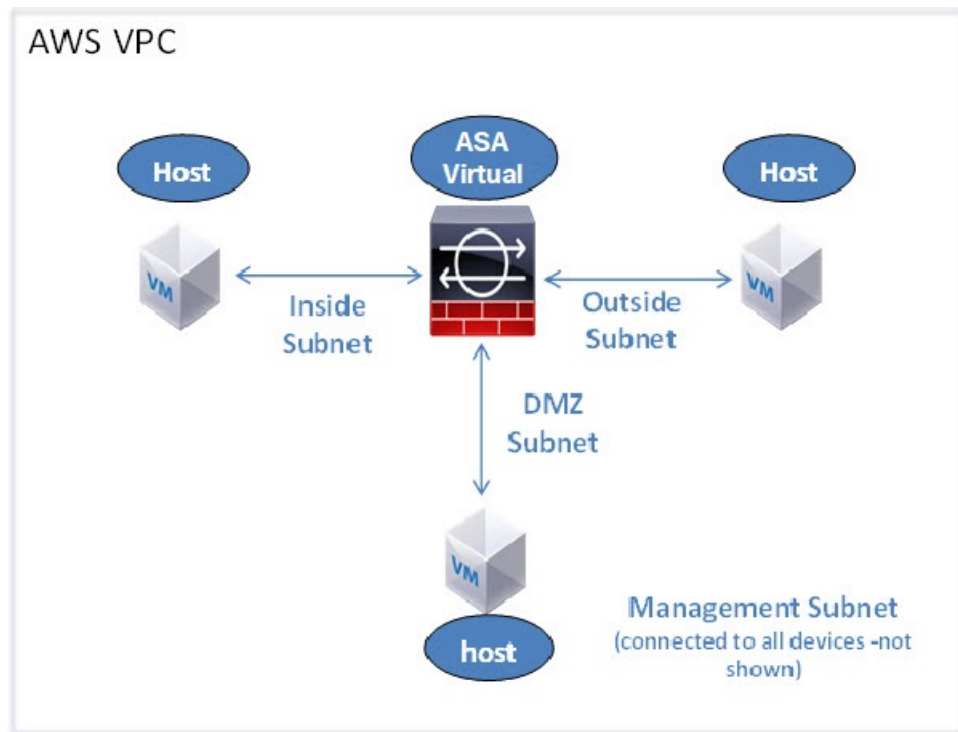 AWS VPC
Host
ASA
Virtual
Host
VM
VM
Inside
Subnet
Outside
Subnet
DMZ
Subnet
VM
host
Management Subnet
(connected to all devices -not
shown)